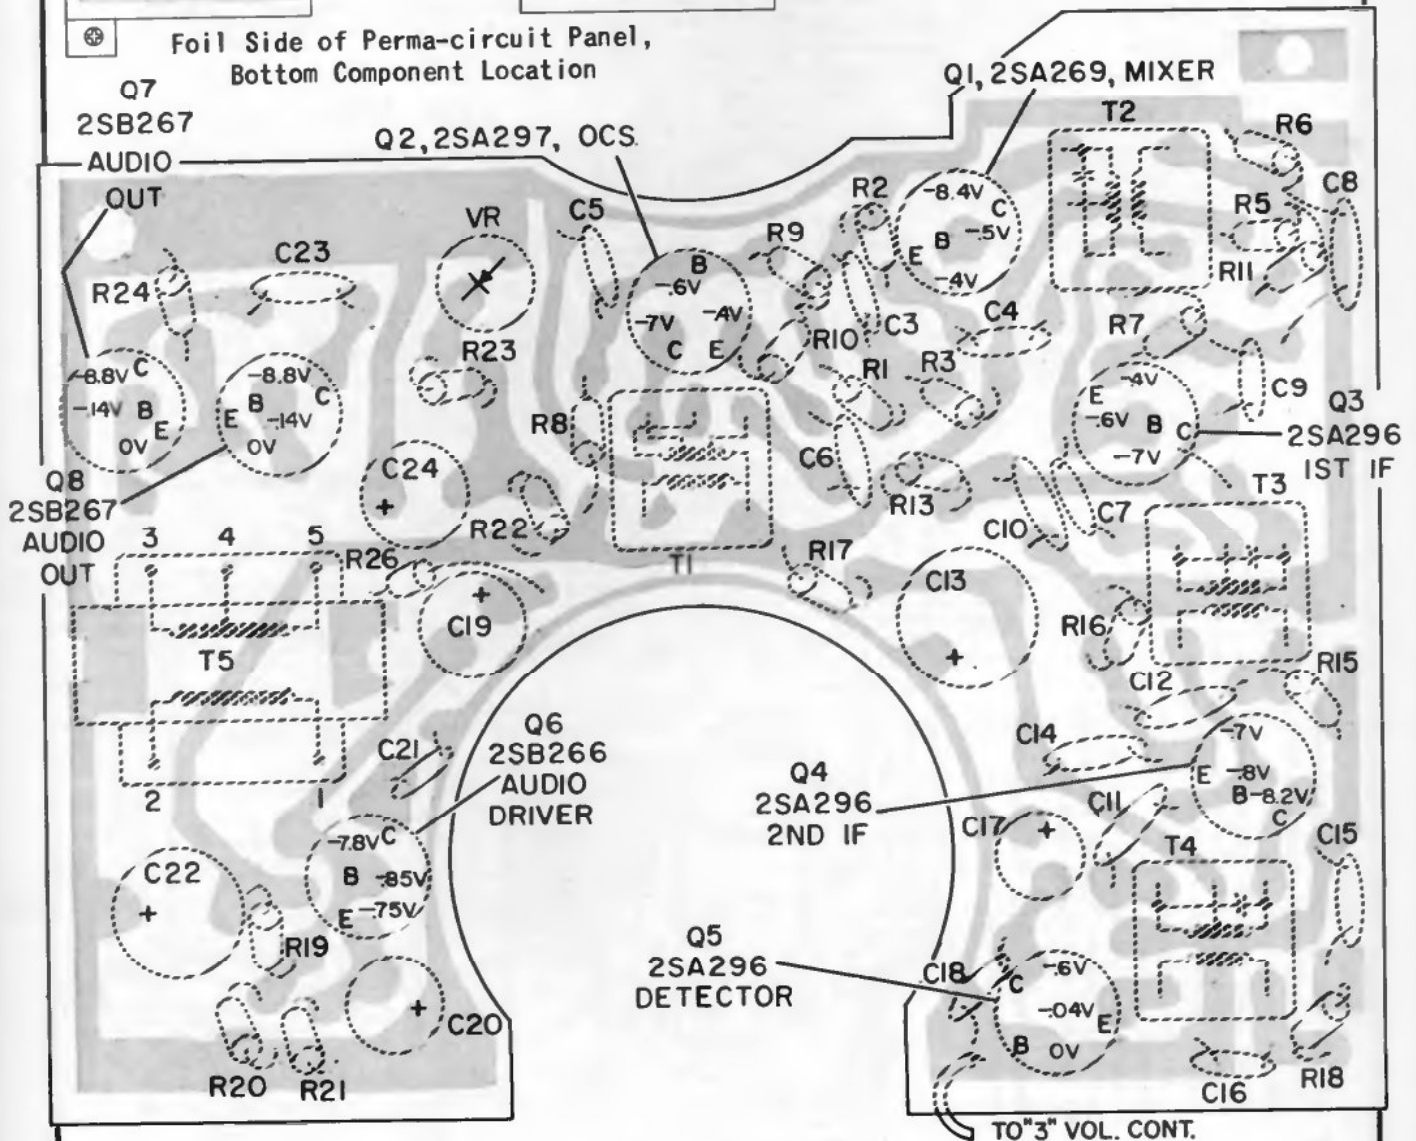 Foil Side of Perma-circuit Panel,
Bottom Component Location
Q7
2SB267
AUDIO
OUT
Q2, 2SA297, OCS.
Q1, 2SA269, MIXER
T2
R6
C8
R5
R11
R2
-8.4V
C
-.5V
B
E
-.4V
R9
C5
VR
C23
R24
B
-.6V
-7V
-.4V
C
E
R10
C3
C4
R7
R23
R1
R3
C9
-8.8V
C
-.14V
B
E
0V
-8.8V
C
B
E
-.14V
0V
-.4V
E
-.6V
B
C
-7V
Q3
2SA296
1ST IF
R8
C6
C24
+
R22
R13
C10
C7
T3
Q8
2SB267
AUDIO
OUT
3
4
5
R26
T1
R17
C13
+
+
C19
R16
T5
C12
R15
2
1
C21
Q6
2SB266
AUDIO
DRIVER
C14
Q4
2SA296
2ND IF
-7V
E
-.8V
B
-8.2V
C
C11
C17
+
T4
C15
-7.8V
C
B
-.85V
E
-.75V
C22
+
R19
Q5
2SA296
DETECTOR
C18
-.6V
C
-.04V
E
B
0V
+
C20
R20
R21
C16
R18
TO "3" VOL. CONT.